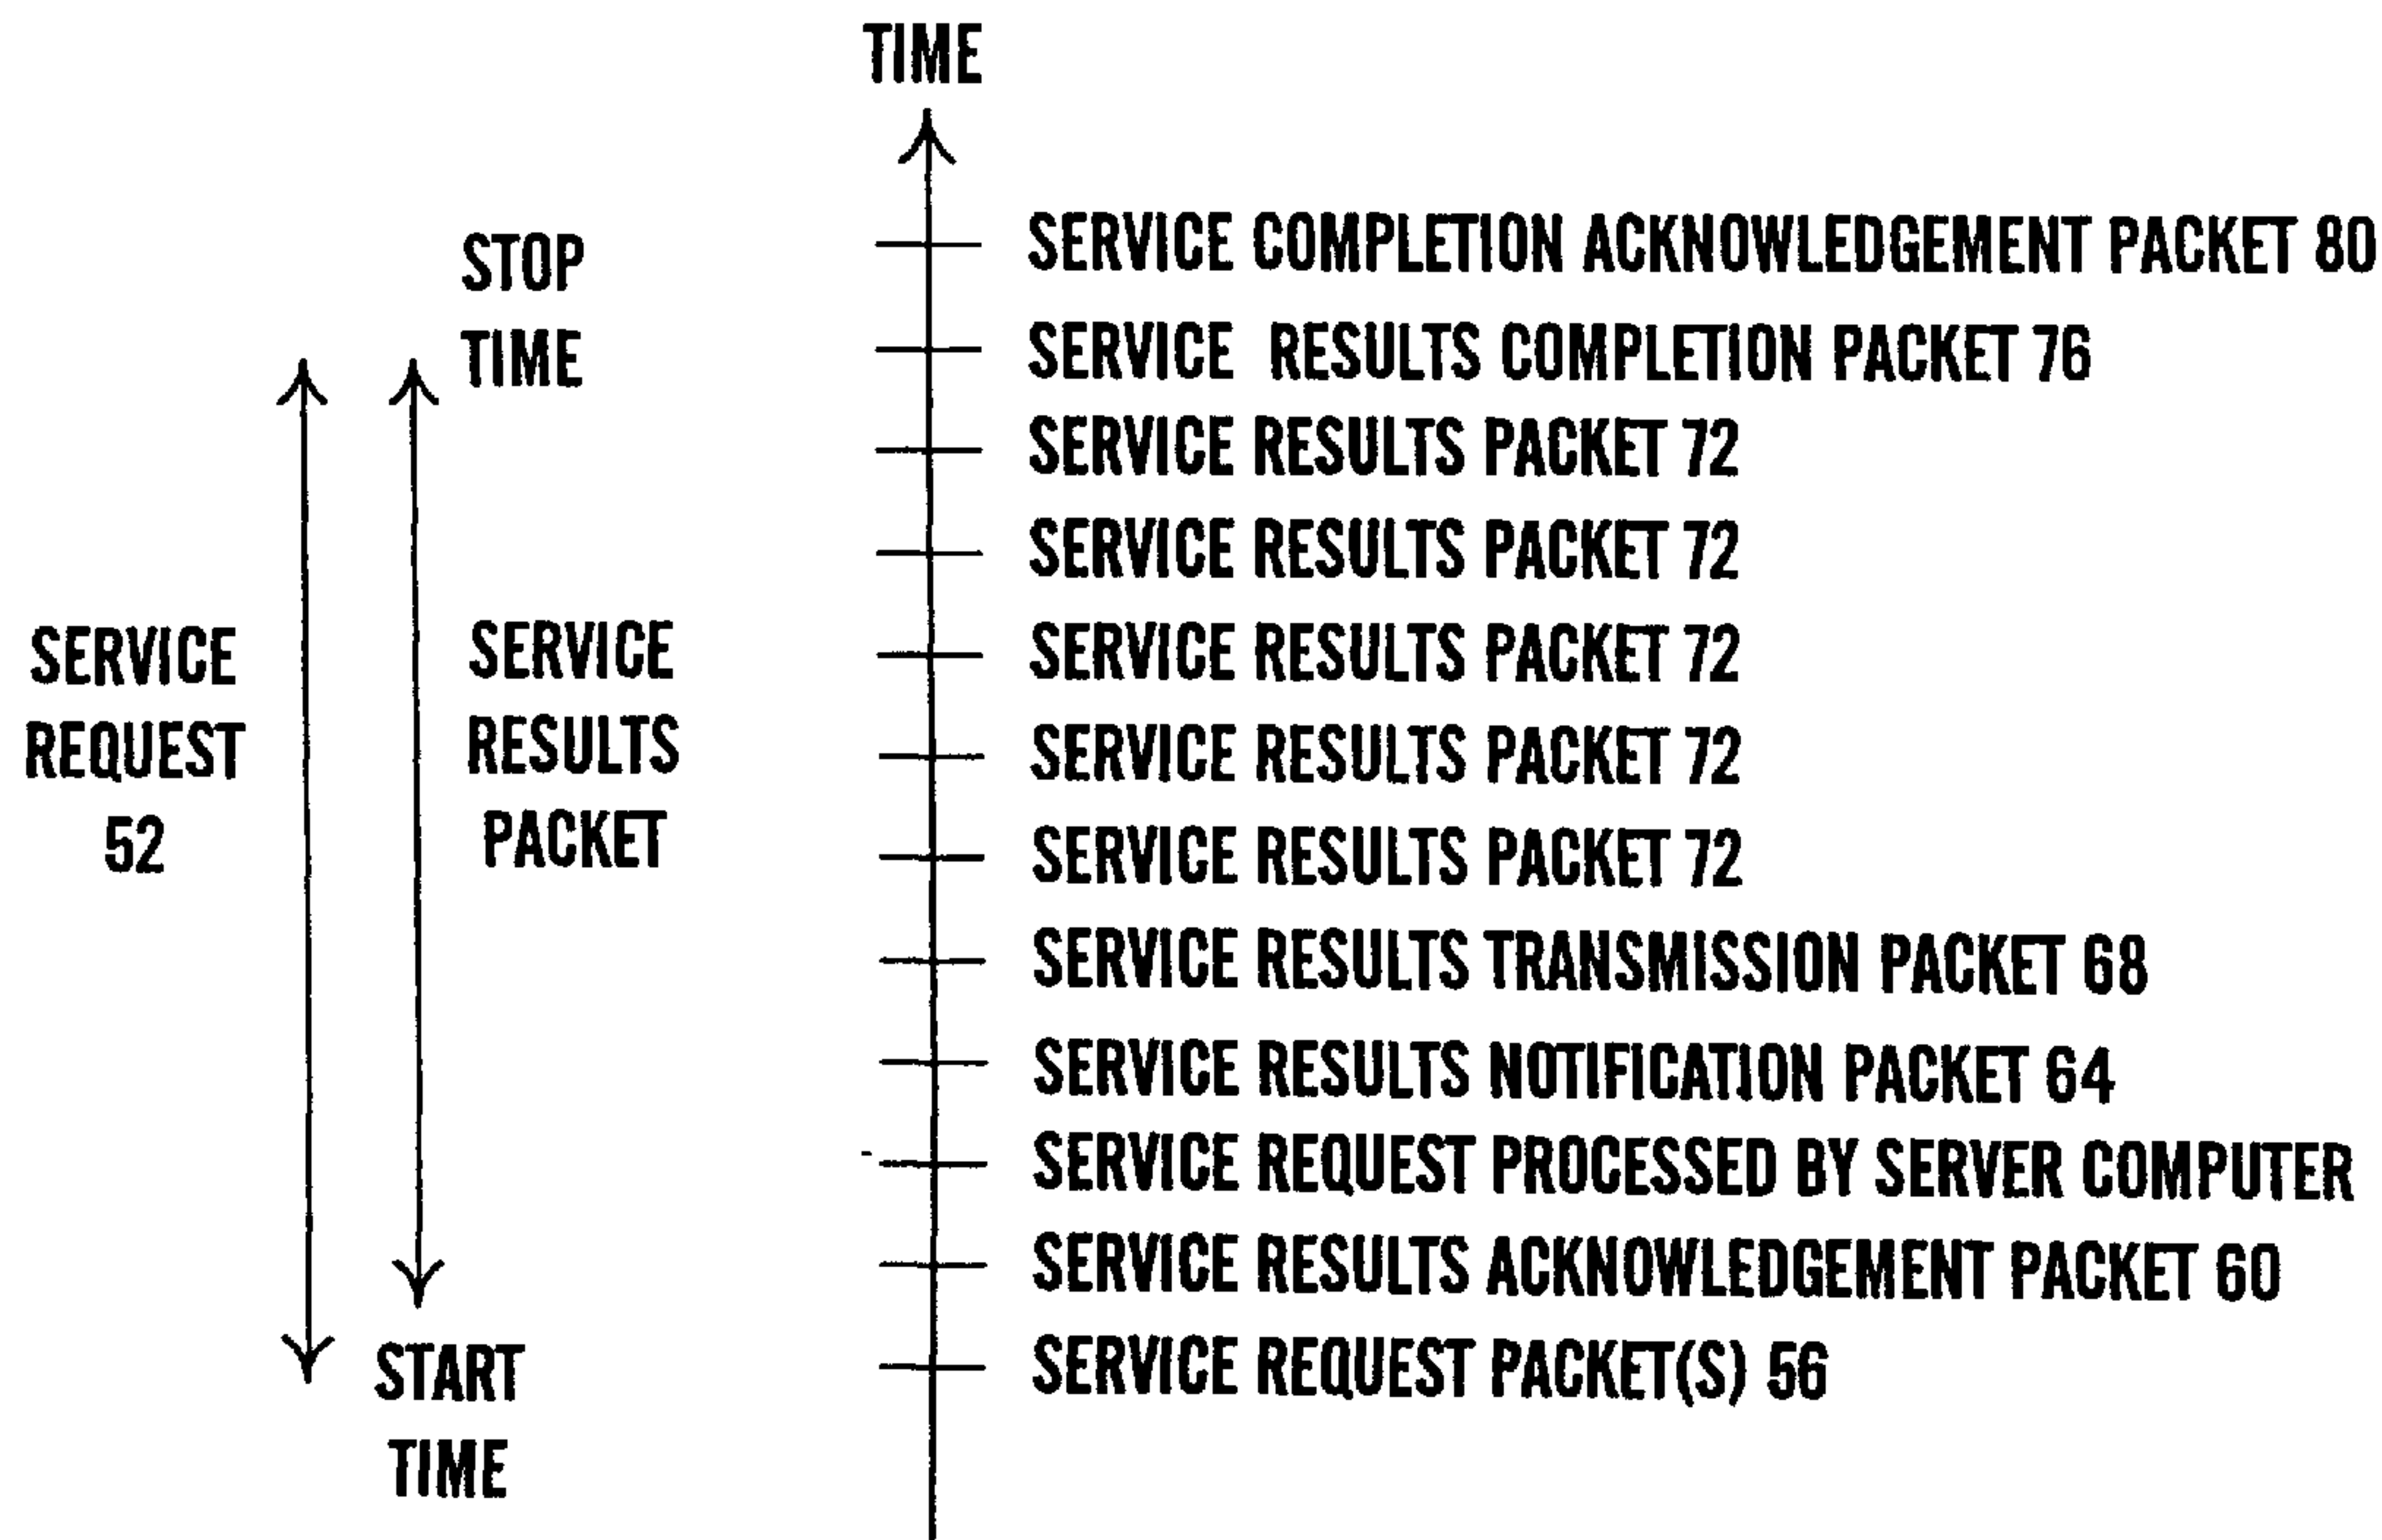 TIME
STOP
TIME
SERVICE
REQUEST
52
SERVICE
RESULTS
PACKET
START
TIME
SERVICE COMPLETION ACKNOWLEDGEMENT PACKET 80
SERVICE RESULTS COMPLETION PACKET 76
SERVICE RESULTS PACKET 72
SERVICE RESULTS PACKET 72
SERVICE RESULTS PACKET 72
SERVICE RESULTS PACKET 72
SERVICE RESULTS PACKET 72
SERVICE RESULTS TRANSMISSION PACKET 68
SERVICE RESULTS NOTIFICATION PACKET 64
SERVICE REQUEST PROCESSED BY SERVER COMPUTER
SERVICE RESULTS ACKNOWLEDGEMENT PACKET 60
SERVICE REQUEST PACKET(S) 56